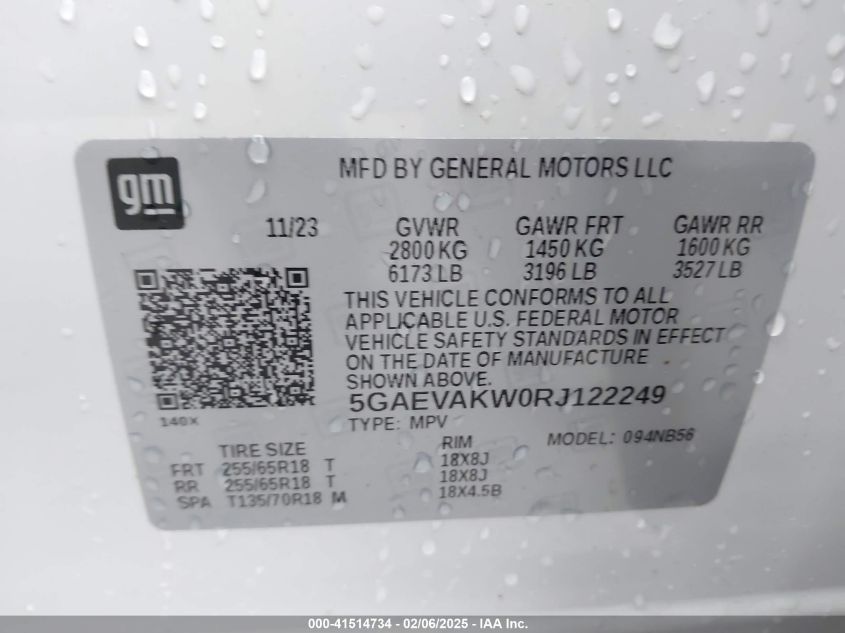 gm
MFD BY GENERAL MOTORS LLC
11/23 GVWR GAWR FRT GAWR RR
2800 KG 1450 KG 1600 KG
6173 LB 3196 LB 3527 LB
THIS VEHICLE CONFORMS TO ALL
APPLICABLE U.S. FEDERAL MOTOR
VEHICLE SAFETY STANDARDS IN EFFECT
ON THE DATE OF MANUFACTURE
SHOWN ABOVE.
5GAEVAKW0RJ122249
140X
TYPE: MPV
MODEL: 094NB56
TIRE SIZE RIM
FRT 255/65R18 T 18X8J
RR 255/65R18 T 18X8J
SPA T135/70R18 M 18X4.5B
000-41514734 - 02/06/2025 - IAA Inc.